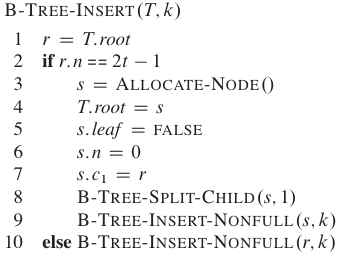 B-TREE-INSERT(T, k)
1 r = T.root
2 if r.n == 2t − 1
3 s = ALLOCATE-NODE()
4 T.root = s
5 s.leaf = FALSE
6 s.n = 0
7 s.c₁ = r
8 B-TREE-SPLIT-CHILD(s, 1)
9 B-TREE-INSERT-NONFULL(s, k)
10 else B-TREE-INSERT-NONFULL(r, k)